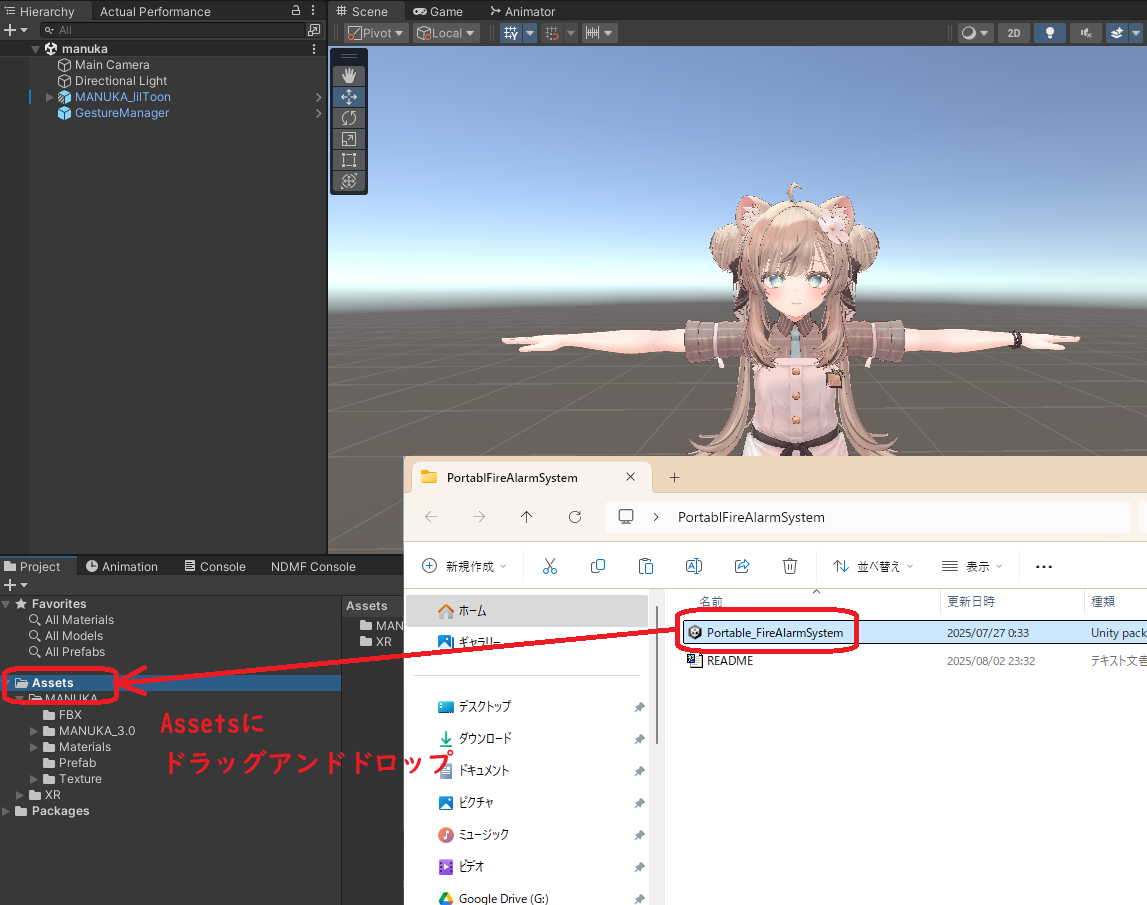 Hierarchy
Actual Performance
All
manuka
Main Camera
Directional Light
MANUKA_lilToon
GestureManager
Scene
Game
Animator
Pivot
Local
2D
Project
Animation
Console
NDMF Console
Favorites
All Materials
All Models
All Prefabs
Assets
MANUKA
FBX
MANUKA_3.0
Materials
Prefab
Texture
XR
Packages
Assets
MAN
XR
Assetsに
ドラッグアンドドロップ
PortablFireAlarmSystem
PortablFireAlarmSystem
新規作成
並べ替え
表示
ホーム
ギャラリー
デスクトップ
ダウンロード
ドキュメント
ピクチャ
ミュージック
ビデオ
Google Drive (G:)
名前
更新日時
種類
Portable_FireAlarmSystem
2025/07/27 0:33
Unity pack
README
2025/08/02 23:32
テキスト文書